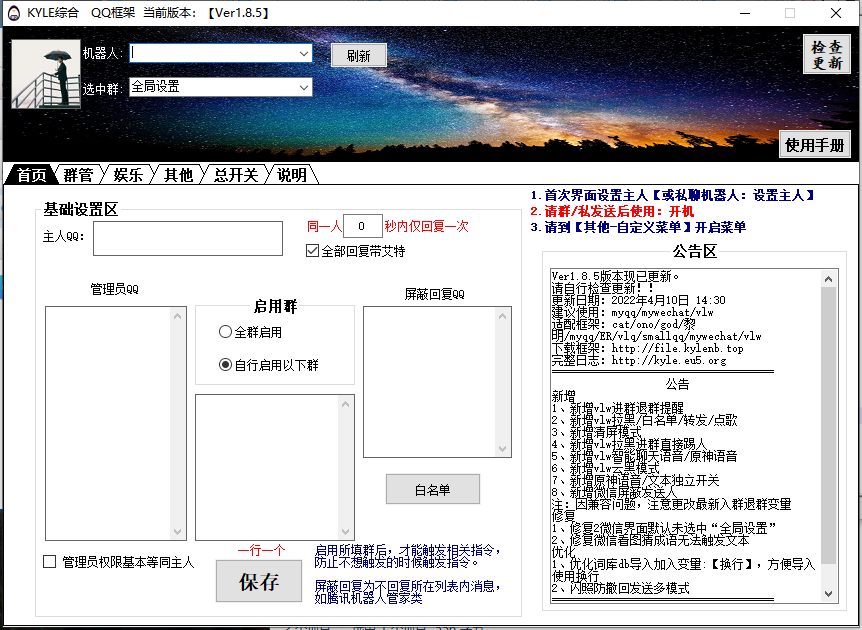 KYLE综合 QQ框架 当前版本：【Ver1.8.5】
机器人：
刷新
检查
更新
选中群:
全局设置
使用手册
首页 群管 娱乐 其他 总开关 说明
基础设置区
主人QQ:
同一人 0 秒内仅回复一次
全部回复带艾特
管理员QQ
启用群
全群启用
自行启用以下群
屏蔽回复QQ
白名单
管理员权限基本等同主人
一行一个
保存
启用所填群后，才能触发相关指令，
防止不想触发的时候触发指令。
屏蔽回复为不回复所在列表内消息，
如腾讯机器人管家类
1.首次界面设置主人【或私聊机器人：设置主人】
2.请群/私发送后使用：开机
3.请到【其他-自定义菜单】开启菜单
公告区
Ver1.8.5版本现已更新。
请自行检查更新！！
更新日期：2022年4月10日 14:30
建议使用：myqq/mywechat/vlw
适配框架：cat/ono/god/黎
明/myqq/ER/vlq/smallqq/mywechat/vlw
下载框架：http://file.kylenb.top
完整日志：http://kyle.eu5.org
公告
新增
1、新增vlw进群退群提醒
2、新增vlw拉黑/白名单/转发/点歌
3、新增清屏模式
4、新增vlw拉黑进群直接踢人
5、新增vlw智能聊天语音/原神语音
6、新增vlw云黑模式
7、新增原神语音/文本独立开关
8、新增微信屏蔽发送人
注：因兼容问题，注意更改最新入群退群变量
修复
1、修复2微信界面默认未选中“全局设置”
2、修复微信看图猜成语无法触发文本
优化
1、优化词库db导入加入变量:【换行】，方便导入
使用换行
2、闪照防撤回发送多模式